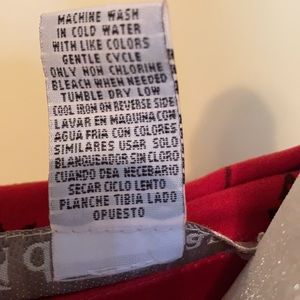 MACHINE WASH
IN COLD WATER
WITH LIKE COLORS
GENTLE CYCLE
ONLY NON CHLORINE
BLEACH WHEN NEEDED
TUMBLE DRY LOW
COOL IRON ON REVERSE SIDE
LAVAR EN MAQUINA CON
AGUA FRIA CON COLORES
SIMILARES USAR SOLO
BLANQUEADOR SIN CLORO
CUANDO DEA NECESARIO
SECAR CICLO LENTO
PLANCHE TIBIA LADO
OPUESTO